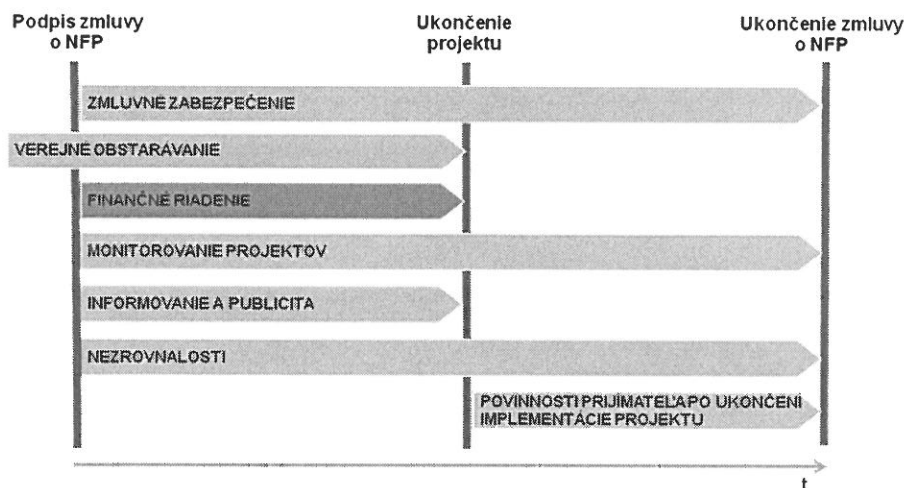 Podpis zmluvy
o NFP
Ukončenie
projektu
Ukončenie zmluvy
o NFP
ZMLUVNÉ ZABEZPEČENIE
VEREJNÉ OBSTARÁVANIE
FINANČNÉ RIADENIE
MONITOROVANIE PROJEKTOV
INFORMOVANIE A PUBLICITA
NEZROVNALOSTI
POVINNOSTI PRIJÍMATEĽA PO UKONČENÍ
IMPLEMENTÁCIE PROJEKTU
t